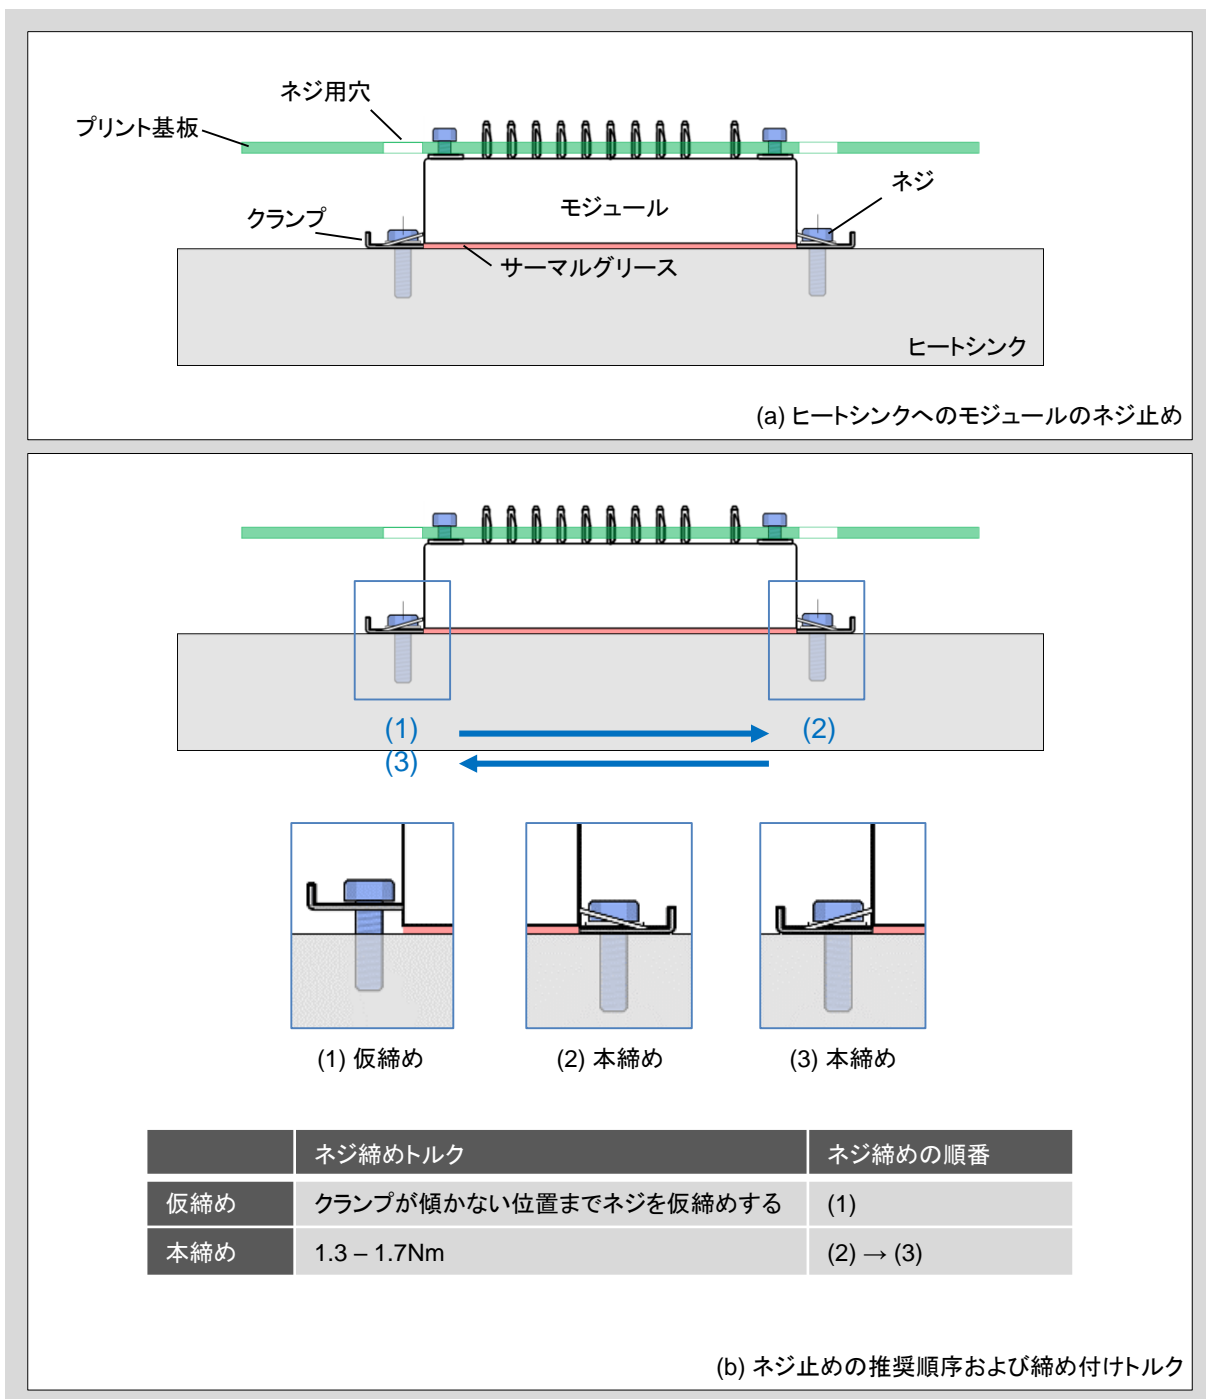 ネジ用穴
プリント基板
ネジ
クランプ
モジュール
サーマルグリース
ヒートシンク
(a) ヒートシンクへのモジュールのネジ止め
(1)
(2)
(3)
(1) 仮締め
(2) 本締め
(3) 本締め
ネジ締めトルク ネジ締めの順番
仮締め クランプが傾かない位置までネジを仮締めする (1)
本締め 1.3 – 1.7Nm (2) → (3)
(b) ネジ止めの推奨順序および締め付けトルク